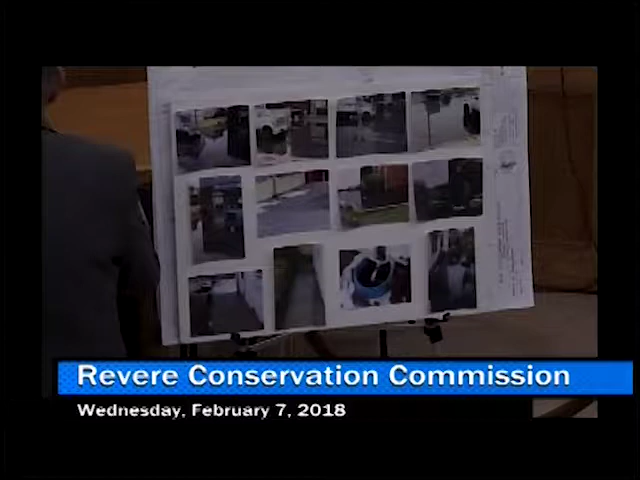 Revere Conservation Commission
Wednesday, February 7, 2018